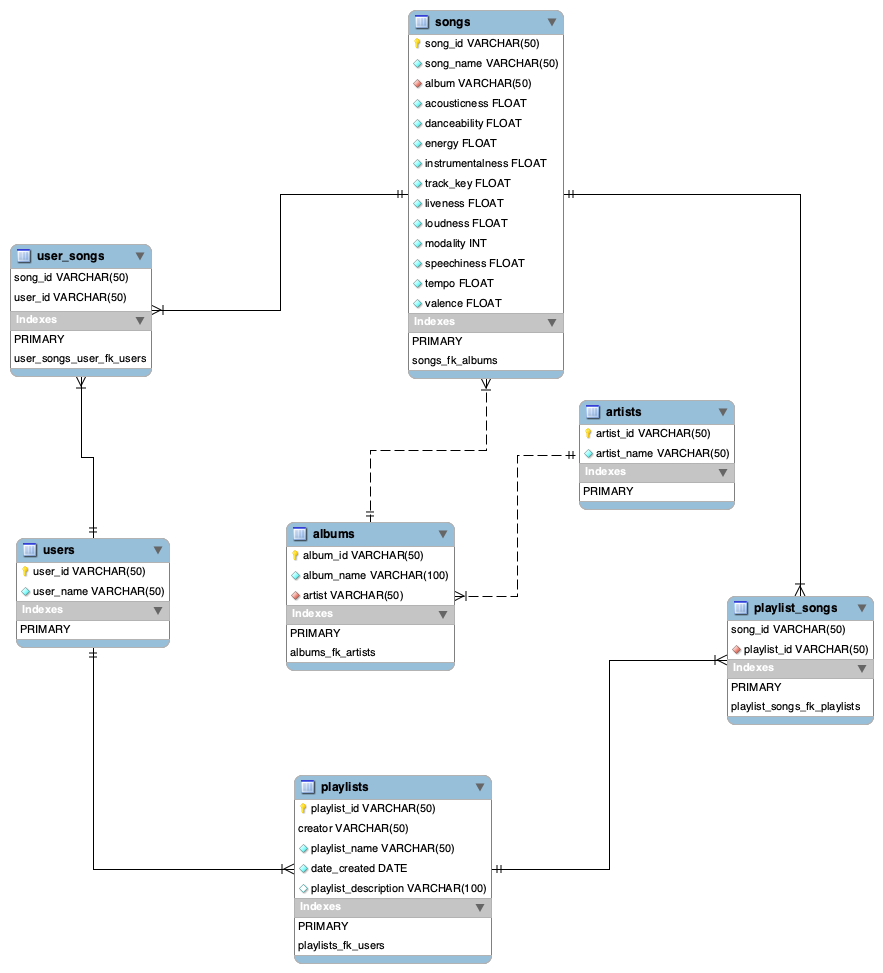 songs
song_id VARCHAR(50)
song_name VARCHAR(50)
album VARCHAR(50)
acousticness FLOAT
danceability FLOAT
energy FLOAT
instrumentalness FLOAT
track_key FLOAT
liveness FLOAT
loudness FLOAT
modality INT
speechiness FLOAT
tempo FLOAT
valence FLOAT
Indexes
PRIMARY
songs_fk_albums
user_songs
song_id VARCHAR(50)
user_id VARCHAR(50)
Indexes
PRIMARY
user_songs_user_fk_users
artists
artist_id VARCHAR(50)
artist_name VARCHAR(50)
Indexes
PRIMARY
albums
album_id VARCHAR(50)
album_name VARCHAR(100)
artist VARCHAR(50)
Indexes
PRIMARY
albums_fk_artists
users
user_id VARCHAR(50)
user_name VARCHAR(50)
Indexes
PRIMARY
playlist_songs
song_id VARCHAR(50)
playlist_id VARCHAR(50)
Indexes
PRIMARY
playlist_songs_fk_playlists
playlists
playlist_id VARCHAR(50)
creator VARCHAR(50)
playlist_name VARCHAR(50)
date_created DATE
playlist_description VARCHAR(100)
Indexes
PRIMARY
playlists_fk_users